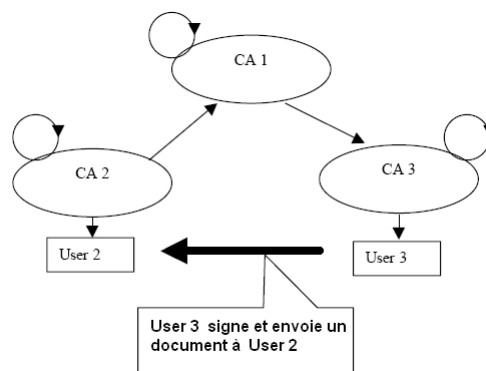 CA 1
CA 2
CA 3
User 2
User 3
User 3 signe et envoie un
document à User 2